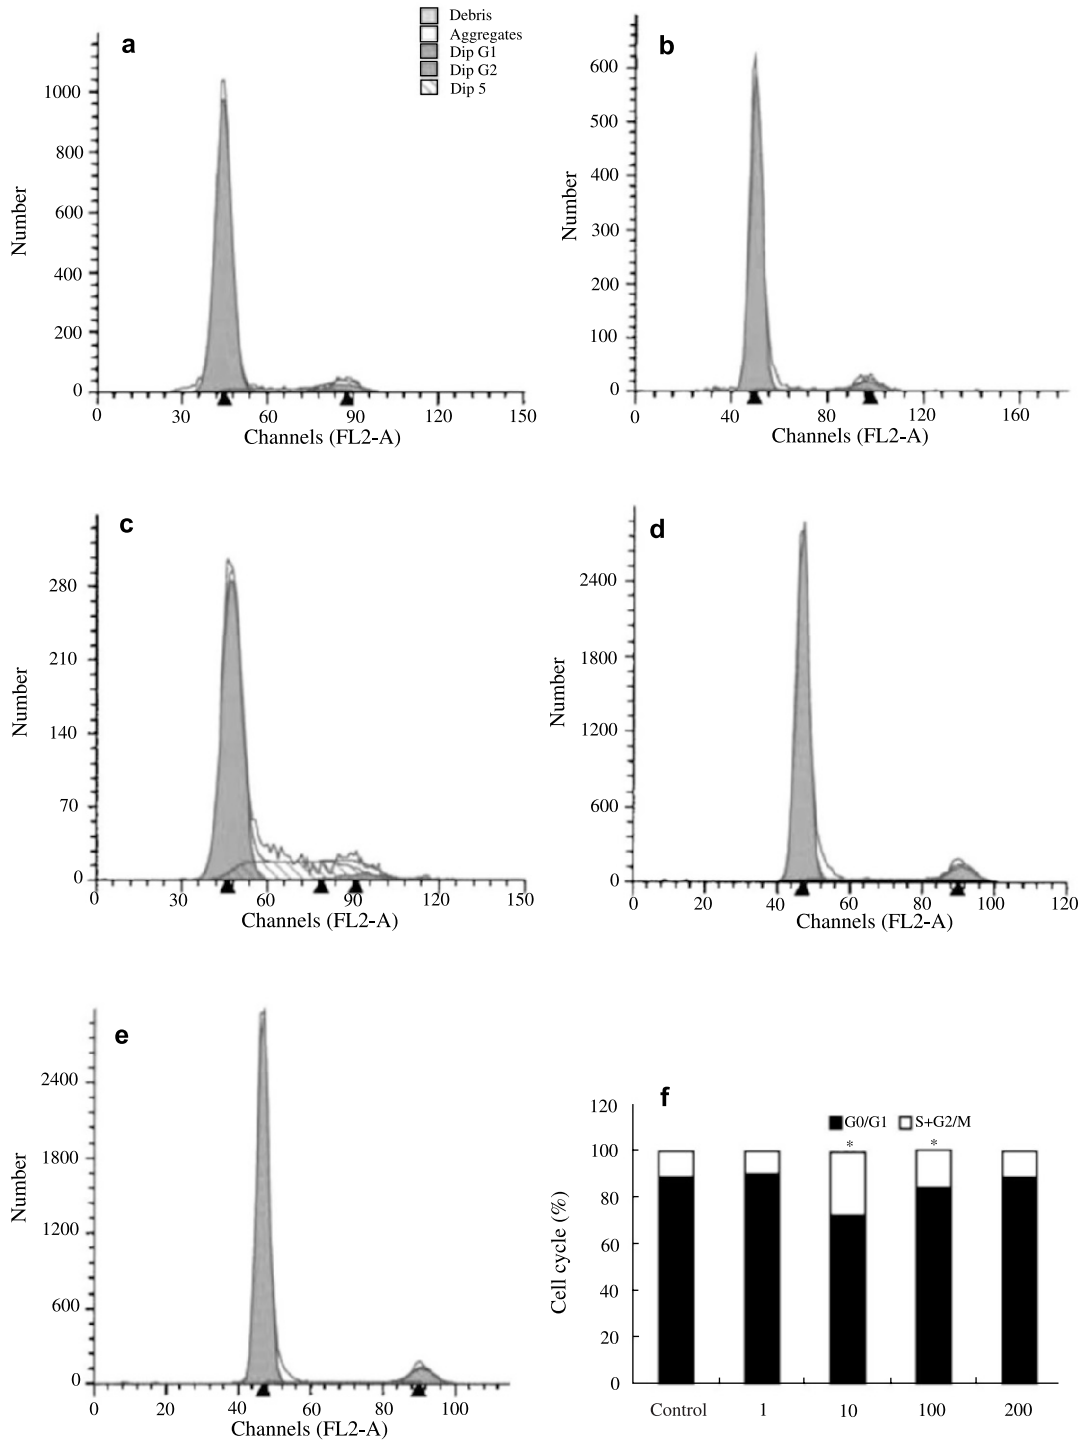 a
Debris
Aggregates
Dip G1
Dip G2
Dip 5
Number
1000
800
600
400
200
0
0 30 60 90 120 150
Channels (FL2-A)
b
Number
600
500
400
300
200
100
0
0 40 80 120 160
Channels (FL2-A)
c
Number
280
210
140
70
0
0 30 60 90 120 150
Channels (FL2-A)
d
Number
2400
1800
1200
600
0
0 20 40 60 80 100 120
Channels (FL2-A)
e
Number
2400
1800
1200
600
0
0 20 40 60 80 100
Channels (FL2-A)
f
G0/G1 S+G2/M
* *
Cell cycle (%)
120
100
80
60
40
20
0
Control 1 10 100 200